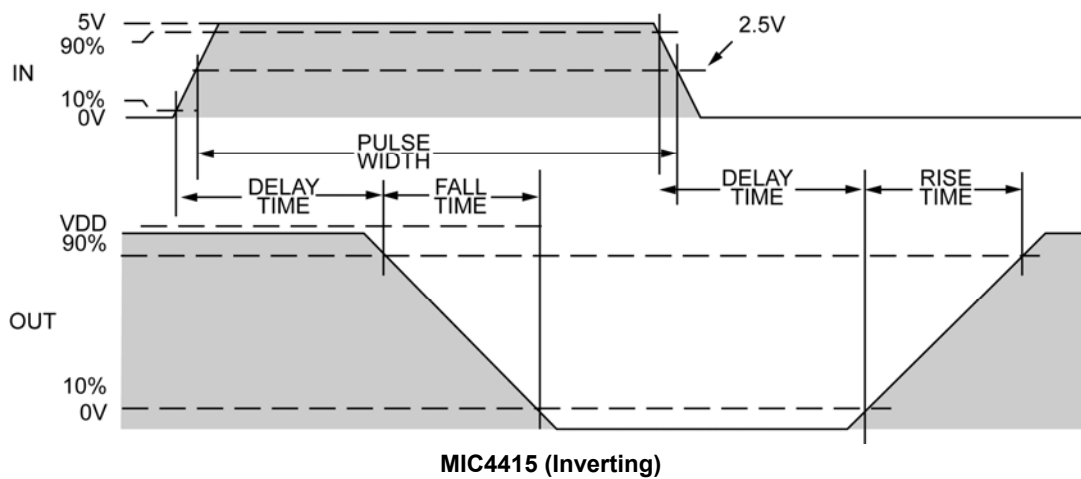 5V
90%
2.5V
IN
10%
0V
PULSE
WIDTH
DELAY
TIME
FALL
TIME
DELAY
TIME
RISE
TIME
VDD
90%
OUT
10%
0V
MIC4415 (Inverting)